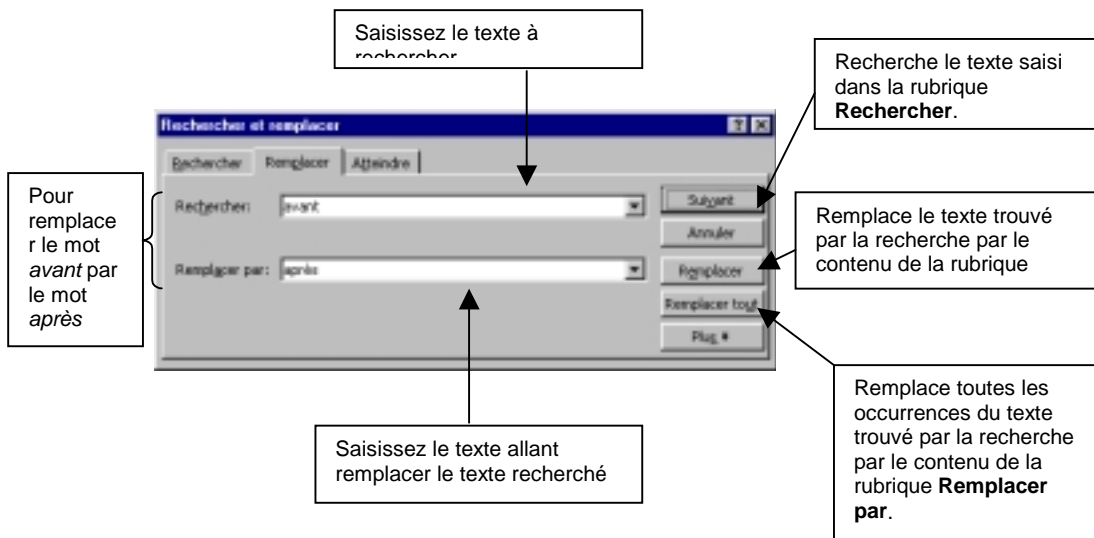 Saisissez le texte à
rechercher
Recherche le texte saisi
dans la rubrique
Rechercher.
Rechercher et remplacer
Rechercher
Remplacer
Atteindre
Pour
remplace
r le mot
avant par
le mot
après
Rechercher:
avant
Suivant
Annuler
Remplace le texte trouvé
par la recherche par le
contenu de la rubrique
Remplacer par:
après
Remplacer
Remplacer tout
Plus
Saisissez le texte allant
remplacer le texte recherché
Remplace toutes les
occurrences du texte
trouvé par la recherche
par le contenu de la
rubrique Remplacer
par.